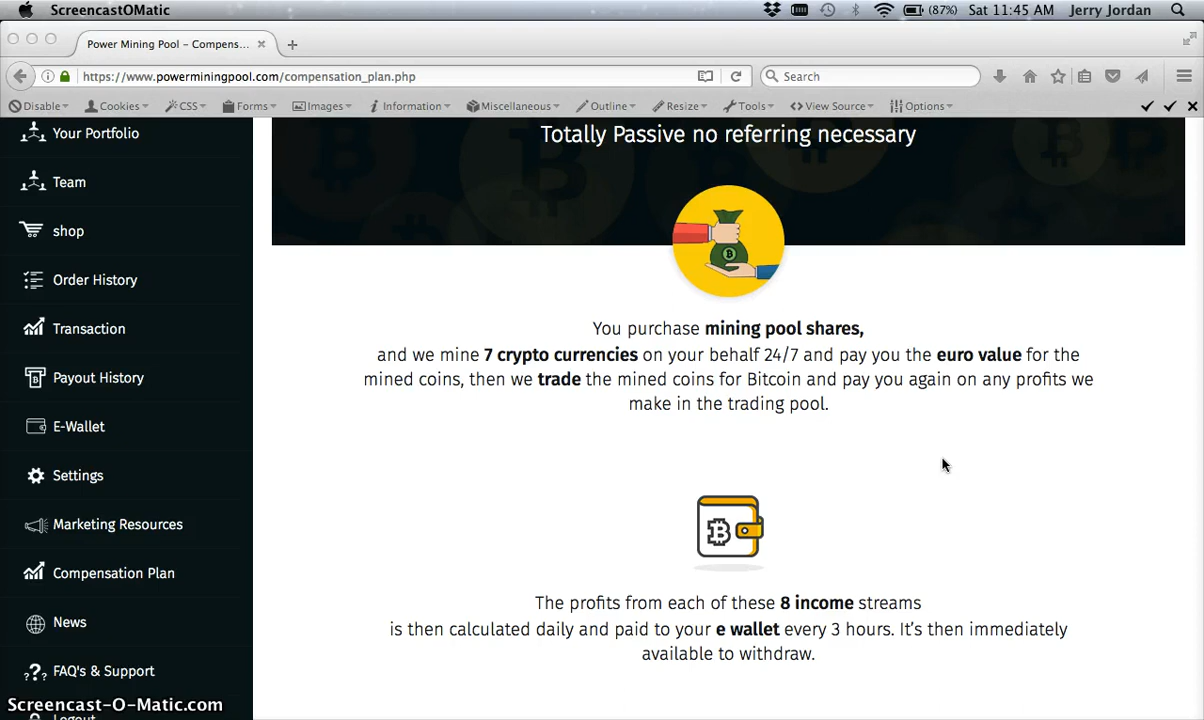 ScreencastOMatic
(87%) Sat 11:45 AM Jerry Jordan
Power Mining Pool – Compens...
https://www.powerminingpool.com/compensation_plan.php
Search
Disable Cookies CSS Forms Images Information Miscellaneous Outline Resize Tools View Source Options
Your Portfolio
Team
shop
Order History
Transaction
Payout History
E-Wallet
Settings
Marketing Resources
Compensation Plan
News
FAQ's & Support
Logout
Totally Passive no referring necessary
You purchase mining pool shares,
and we mine 7 crypto currencies on your behalf 24/7 and pay you the euro value for the
mined coins, then we trade the mined coins for Bitcoin and pay you again on any profits we
make in the trading pool.
The profits from each of these 8 income streams
is then calculated daily and paid to your e wallet every 3 hours. It's then immediately
available to withdraw.
Screencast-O-Matic.com